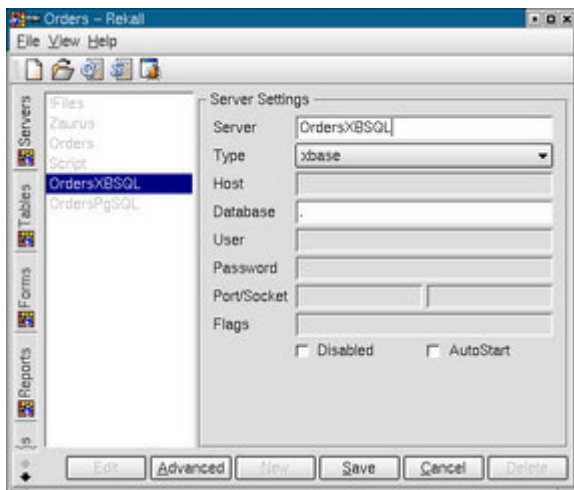 Orders - Rekall
File View Help
Servers
Tables
Forms
Reports
!Files
Zaurus
Orders
Script
OrdersXBSQL
OrdersPgSQL
Server Settings
Server OrdersXBSQL
Type xbase
Host
Database .
User
Password
Port/Socket
Flags
Disabled AutoStart
Edit Advanced New Save Cancel Delete